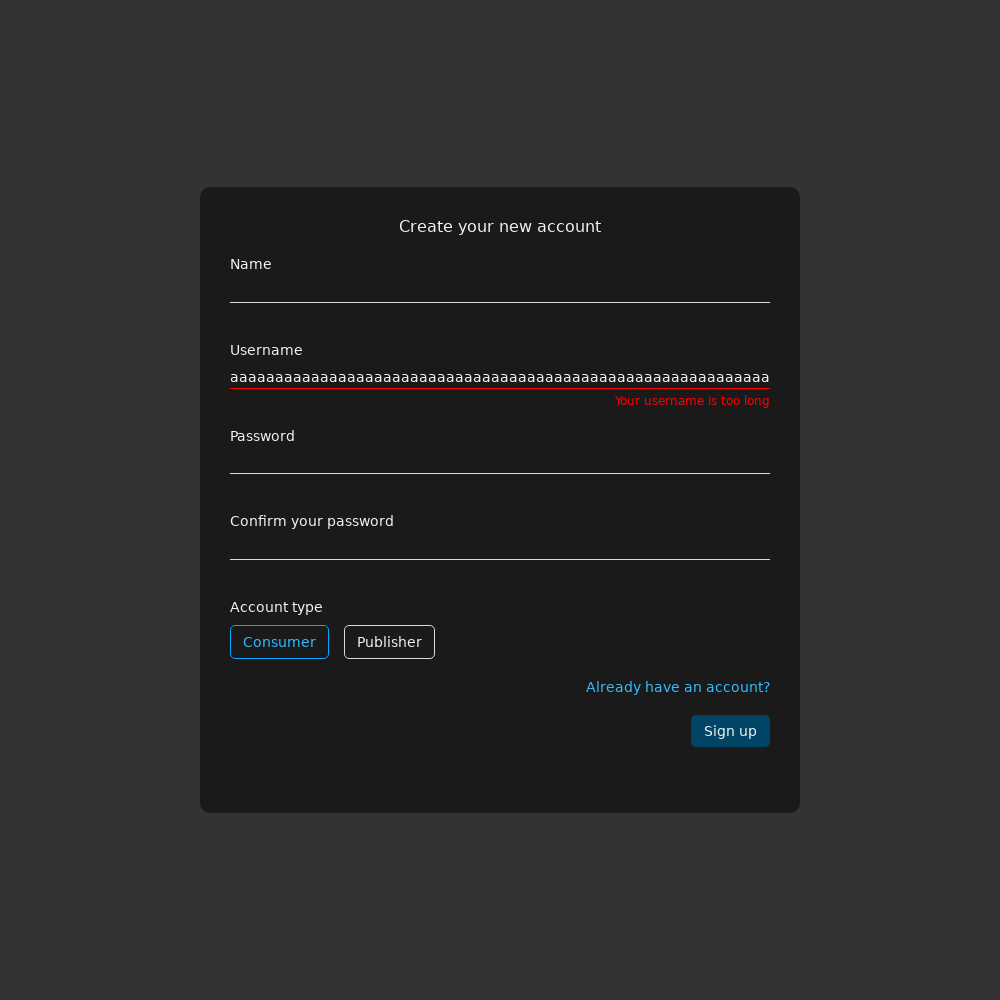 Create your new account
Name
Username
aaaaaaaaaaaaaaaaaaaaaaaaaaaaaaaaaaaaaaaaaaaaaaaaaaaaaaaaaaaa
Your username is too long
Password
Confirm your password
Account type
Consumer Publisher
Already have an account?
Sign up